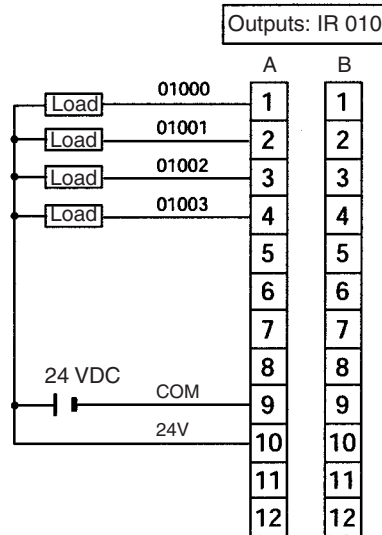 Outputs: IR 010
A B
Load 01000 1 1
Load 01001 2 2
Load 01002 3 3
Load 01003 4 4
5 5
6 6
7 7
8 8
24 VDC
COM 9 9
24V 10 10
11 11
12 12